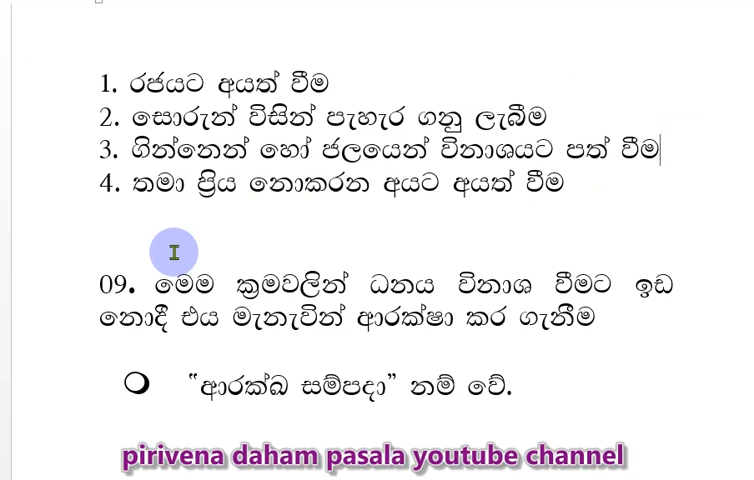 1. රජයට අයත් වීම
2. සොරුන් විසින් පැහැර ගනු ලැබීම
3. ගින්නෙන් හෝ ජලයෙන් විනාශයට පත් වීම
4. තමා ප්‍රිය නොකරන අයට අයත් වීම
09. මෙම ක්‍රමවලින් ධනය විනාශ වීමට ඉඩ
නොදී එය මැනැවින් ආරක්ෂා කර ගැනීම
“ආරක්ඛ සම්පදා” නම් වේ.
pirivena daham pasala youtube channel